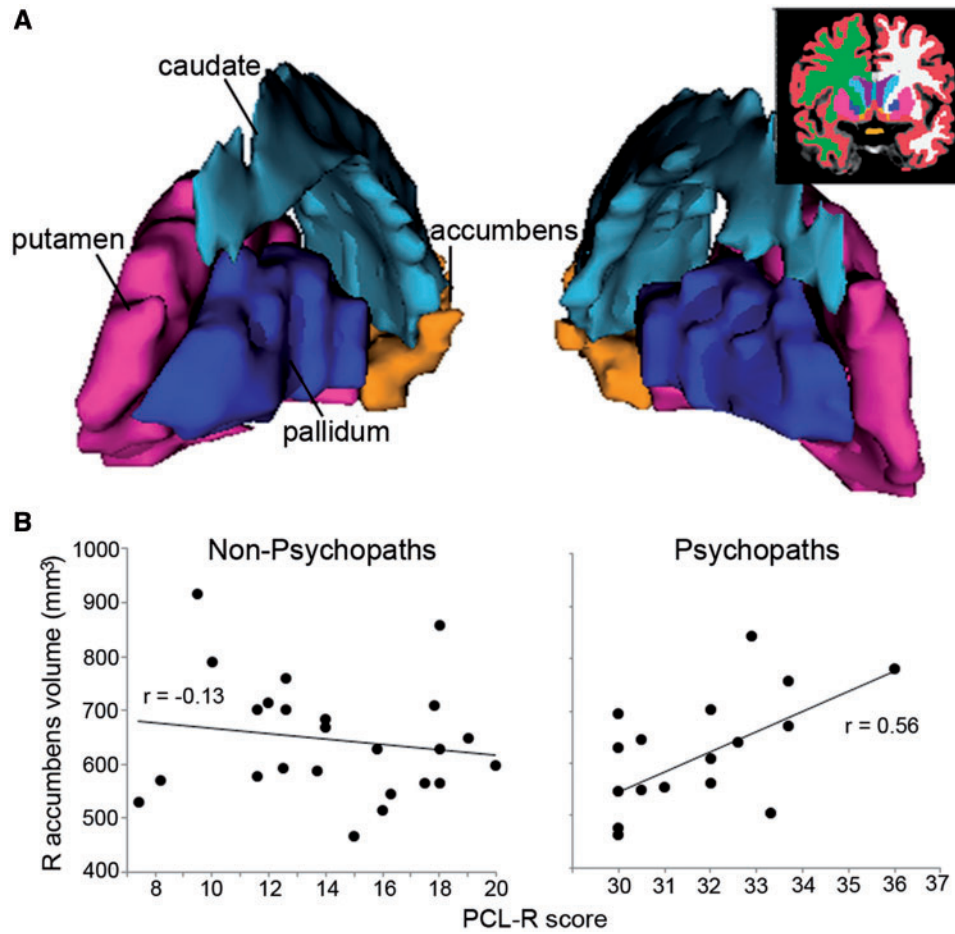 A
caudate
putamen
accumbens
pallidum
B
Non-Psychopaths
Psychopaths
R accumbens volume (mm³)
1000
900
800
700
600
500
400
r = -0.13
r = 0.56
8 10 12 14 16 18 20
30 31 32 33 34 35 36 37
PCL-R score